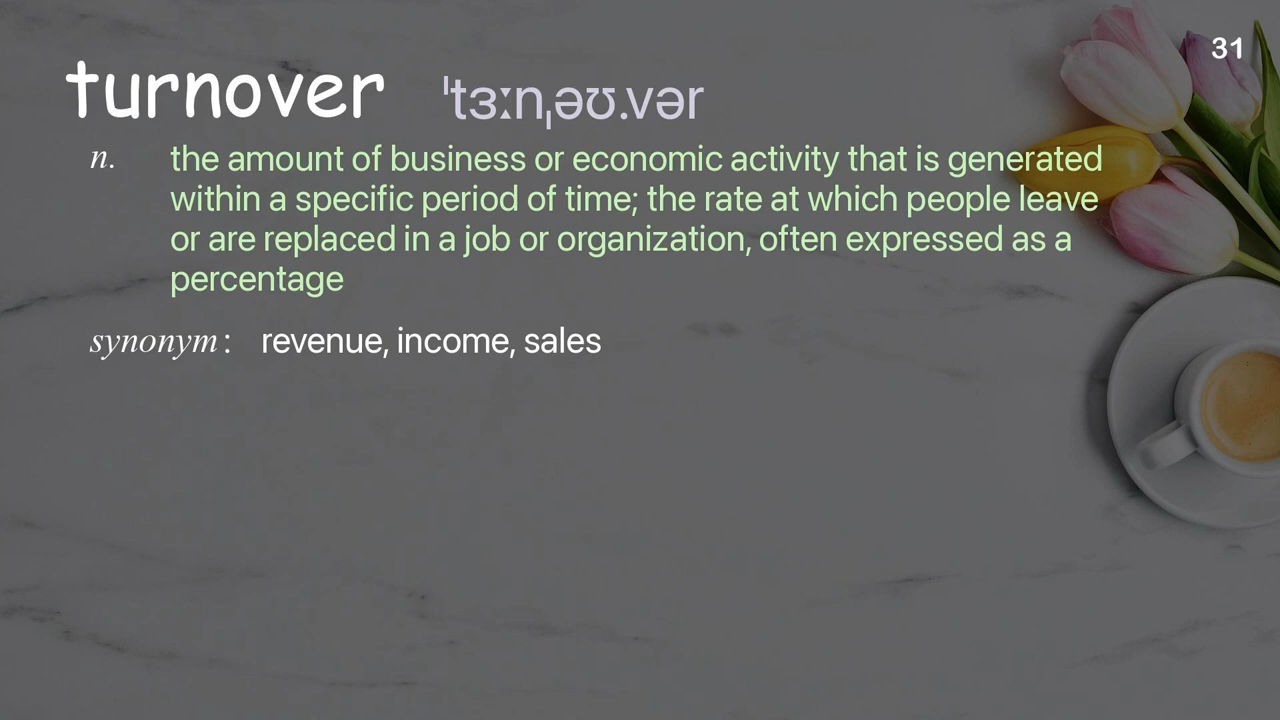 31
turnover ˈtɜːnˌəʊ.vər
n. the amount of business or economic activity that is generated
within a specific period of time; the rate at which people leave
or are replaced in a job or organization, often expressed as a
percentage
synonym: revenue, income, sales